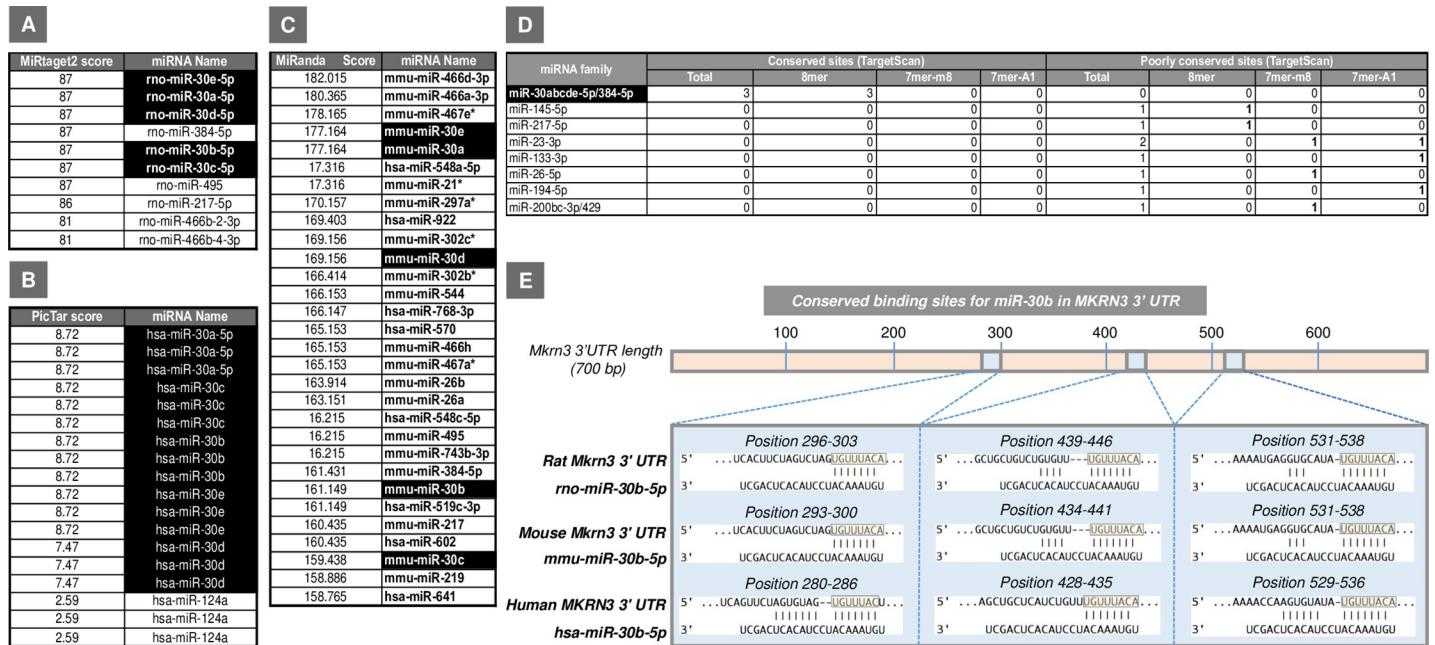 A
MiRtaget2 score miRNA Name
87 rno-miR-30e-5p
87 rno-miR-30a-5p
87 rno-miR-30d-5p
87 rno-miR-384-5p
87 rno-miR-30b-5p
87 rno-miR-30c-5p
87 rno-miR-495
86 rno-miR-217-5p
81 rno-miR-466b-2-3p
81 rno-miR-466b-4-3p
B
PicTar score miRNA Name
8.72 hsa-miR-30a-5p
8.72 hsa-miR-30a-5p
8.72 hsa-miR-30a-5p
8.72 hsa-miR-30c
8.72 hsa-miR-30c
8.72 hsa-miR-30c
8.72 hsa-miR-30b
8.72 hsa-miR-30b
8.72 hsa-miR-30b
8.72 hsa-miR-30e
8.72 hsa-miR-30e
8.72 hsa-miR-30e
7.47 hsa-miR-30d
7.47 hsa-miR-30d
7.47 hsa-miR-30d
2.59 hsa-miR-124a
2.59 hsa-miR-124a
2.59 hsa-miR-124a
C
MiRanda Score miRNA Name
182.015 mmu-miR-466d-3p
180.365 mmu-miR-466a-3p
178.165 mmu-miR-467e*
177.164 mmu-miR-30e
177.164 mmu-miR-30a
17.316 hsa-miR-548a-5p
17.316 mmu-miR-21*
170.157 mmu-miR-297a*
169.403 hsa-miR-922
169.156 mmu-miR-302c*
169.156 mmu-miR-30d
166.414 mmu-miR-302b*
166.153 mmu-miR-544
166.147 hsa-miR-768-3p
165.153 hsa-miR-570
165.153 mmu-miR-466h
165.153 mmu-miR-467a*
163.914 mmu-miR-26b
163.151 mmu-miR-26a
16.215 hsa-miR-548c-5p
16.215 mmu-miR-495
16.215 mmu-miR-743b-3p
161.431 mmu-miR-384-5p
161.149 mmu-miR-30b
161.149 hsa-miR-519c-3p
160.435 mmu-miR-217
160.435 hsa-miR-602
159.438 mmu-miR-30c
158.886 mmu-miR-219
158.765 hsa-miR-641
D
miRNA family Conserved sites (TargetScan) Poorly conserved sites (TargetScan)
Total 8mer 7mer-m8 7mer-A1 Total 8mer 7mer-m8 7mer-A1
miR-30abcde-5p/384-5p 3 3 0 0 0 0 0 0
miR-145-5p 0 0 0 0 1 1 0 0
miR-217-5p 0 0 0 0 1 1 0 0
miR-23-3p 0 0 0 0 2 0 1 1
miR-133-3p 0 0 0 0 1 0 0 1
miR-26-5p 0 0 0 0 1 0 1 0
miR-194-5p 0 0 0 0 1 0 0 1
miR-200bc-3p/429 0 0 0 0 1 0 1 0
E
Conserved binding sites for miR-30b in MKRN3 3' UTR
100 200 300 400 500 600
Mkrn3 3'UTR length
(700 bp)
Position 296-303 Position 439-446 Position 531-538
Rat Mkrn3 3' UTR 5' ...UCACUUCUAGUCUAGUGUUUACA... 5' ...GCUGCUGUCUGUGUU---UGUUUACA... 5' ...AAAAUGAGGUGCAUA-UGUUUACA...
rno-miR-30b-5p 3' UCGACUCACAUCCUACAAAUGU 3' UCGACUCACAUCCUACAAAUGU 3' UCGACUCACAUCCUACAAAUGU
Position 293-300 Position 434-441 Position 531-538
Mouse Mkrn3 3' UTR 5' ...UCACUUCUAGUCUAGUGUUUACA... 5' ...GCUGCUGUCUGUGUU---UGUUUACA... 5' ...AAAAUGAGGUGCAUA-UGUUUACA...
mmu-miR-30b-5p 3' UCGACUCACAUCCUACAAAUGU 3' UCGACUCACAUCCUACAAAUGU 3' UCGACUCACAUCCUACAAAUGU
Position 280-286 Position 428-435 Position 529-536
Human MKRN3 3' UTR 5' ...UCAGUUCUAGUGUAG--UGUUUACU... 5' ...AGCUGCUCAUCUGUUUGUUUACA... 5' ...AAAACCAAGUGUAUA-UGUUUACA...
hsa-miR-30b-5p 3' UCGACUCACAUCCUACAAAUGU 3' UCGACUCACAUCCUACAAAUGU 3' UCGACUCACAUCCUACAAAUGU